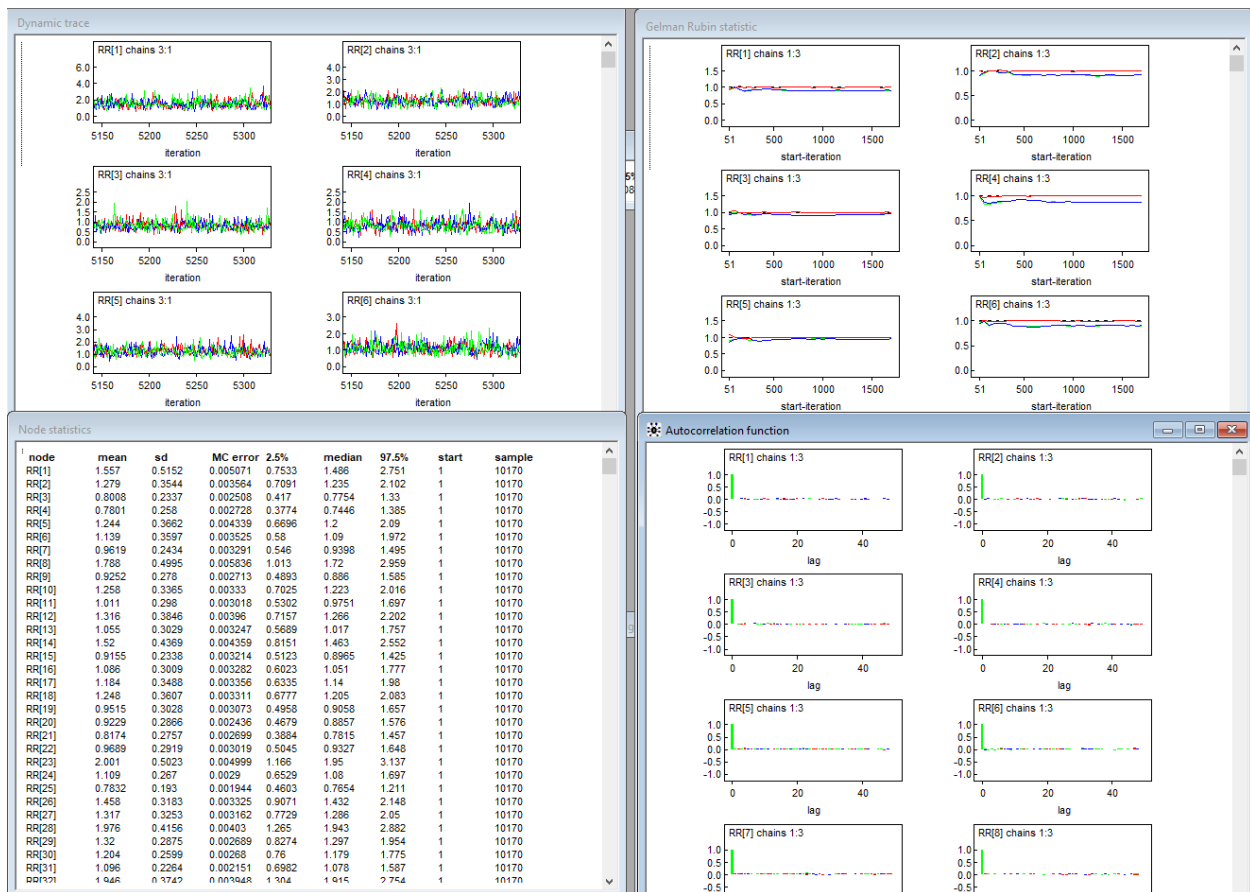 Dynamic trace
RR[1] chains 3:1
6.0
4.0
2.0
0.0
5150 5200 5250 5300
iteration
RR[2] chains 3:1
4.0
3.0
2.0
1.0
0.0
5150 5200 5250 5300
iteration
RR[3] chains 3:1
2.5
2.0
1.5
1.0
0.5
0.0
5150 5200 5250 5300
iteration
RR[4] chains 3:1
2.5
2.0
1.5
1.0
0.5
0.0
5150 5200 5250 5300
iteration
RR[5] chains 3:1
4.0
3.0
2.0
1.0
0.0
5150 5200 5250 5300
iteration
RR[6] chains 3:1
3.0
2.0
1.0
0.0
5150 5200 5250 5300
iteration
Gelman Rubin statistic
RR[1] chains 1:3
1.5
1.0
0.5
0.0
51 500 1000 1500
start-iteration
RR[2] chains 1:3
1.0
0.5
0.0
51 500 1000 1500
start-iteration
RR[3] chains 1:3
1.5
1.0
0.5
0.0
51 500 1000 1500
start-iteration
RR[4] chains 1:3
1.0
0.5
0.0
51 500 1000 1500
start-iteration
RR[5] chains 1:3
1.5
1.0
0.5
0.0
51 500 1000 1500
start-iteration
RR[6] chains 1:3
1.0
0.5
0.0
51 500 1000 1500
start-iteration
Node statistics
node mean sd MC error 2.5% median 97.5% start sample
RR[1] 1.557 0.5152 0.005071 0.7533 1.486 2.751 1 10170
RR[2] 1.279 0.3544 0.003564 0.7091 1.235 2.102 1 10170
RR[3] 0.8008 0.2337 0.002508 0.417 0.7754 1.33 1 10170
RR[4] 0.7801 0.258 0.002728 0.3774 0.7446 1.385 1 10170
RR[5] 1.244 0.3662 0.004339 0.6696 1.2 2.09 1 10170
RR[6] 1.139 0.3597 0.003525 0.58 1.09 1.972 1 10170
RR[7] 0.9619 0.2434 0.003291 0.546 0.9398 1.495 1 10170
RR[8] 1.788 0.4995 0.005836 1.013 1.72 2.959 1 10170
RR[9] 0.9252 0.278 0.002713 0.4893 0.886 1.585 1 10170
RR[10] 1.258 0.3365 0.00333 0.7025 1.223 2.016 1 10170
RR[11] 1.011 0.298 0.003018 0.5302 0.9751 1.697 1 10170
RR[12] 1.316 0.3846 0.00396 0.7157 1.266 2.202 1 10170
RR[13] 1.055 0.3029 0.003247 0.5689 1.017 1.757 1 10170
RR[14] 1.52 0.4369 0.004359 0.8151 1.463 2.552 1 10170
RR[15] 0.9155 0.2338 0.003214 0.5123 0.8965 1.425 1 10170
RR[16] 1.086 0.3009 0.003282 0.6023 1.051 1.777 1 10170
RR[17] 1.184 0.3488 0.003356 0.6335 1.14 1.98 1 10170
RR[18] 1.248 0.3607 0.003311 0.6777 1.205 2.083 1 10170
RR[19] 0.9515 0.3028 0.003073 0.4958 0.9058 1.657 1 10170
RR[20] 0.9229 0.2866 0.002436 0.4679 0.8857 1.576 1 10170
RR[21] 0.8174 0.2757 0.002699 0.3884 0.7815 1.457 1 10170
RR[22] 0.9689 0.2919 0.003019 0.5045 0.9327 1.648 1 10170
RR[23] 2.001 0.5023 0.004999 1.166 1.95 3.137 1 10170
RR[24] 1.109 0.267 0.0029 0.6529 1.08 1.697 1 10170
RR[25] 0.7832 0.193 0.001944 0.4603 0.7654 1.211 1 10170
RR[26] 1.458 0.3183 0.003325 0.9071 1.432 2.148 1 10170
RR[27] 1.317 0.3253 0.003162 0.7729 1.286 2.05 1 10170
RR[28] 1.976 0.4156 0.00403 1.265 1.943 2.882 1 10170
RR[29] 1.32 0.2875 0.002689 0.8274 1.297 1.954 1 10170
RR[30] 1.204 0.2599 0.00268 0.76 1.179 1.775 1 10170
RR[31] 1.096 0.2264 0.002151 0.6982 1.078 1.587 1 10170
RR[32] 1.946 0.3742 0.003948 1.304 1.915 2.754 1 10170
Autocorrelation function
RR[1] chains 1:3
1.0
0.5
0.0
-0.5
-1.0
0 20 40
lag
RR[2] chains 1:3
1.0
0.5
0.0
-0.5
-1.0
0 20 40
lag
RR[3] chains 1:3
1.0
0.5
0.0
-0.5
-1.0
0 20 40
lag
RR[4] chains 1:3
1.0
0.5
0.0
-0.5
-1.0
0 20 40
lag
RR[5] chains 1:3
1.0
0.5
0.0
-0.5
-1.0
0 20 40
lag
RR[6] chains 1:3
1.0
0.5
0.0
-0.5
-1.0
0 20 40
lag
RR[7] chains 1:3
1.0
0.5
0.0
-0.5
RR[8] chains 1:3
1.0
0.5
0.0
-0.5